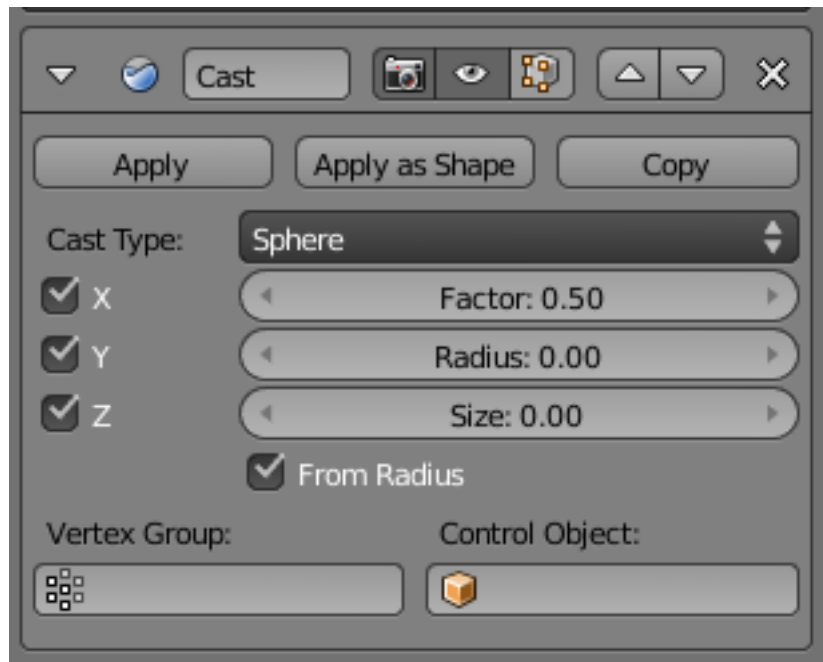 Cast
Apply Apply as Shape Copy
Cast Type: Sphere
X Factor: 0.50
Y Radius: 0.00
Z Size: 0.00
From Radius
Vertex Group: Control Object: